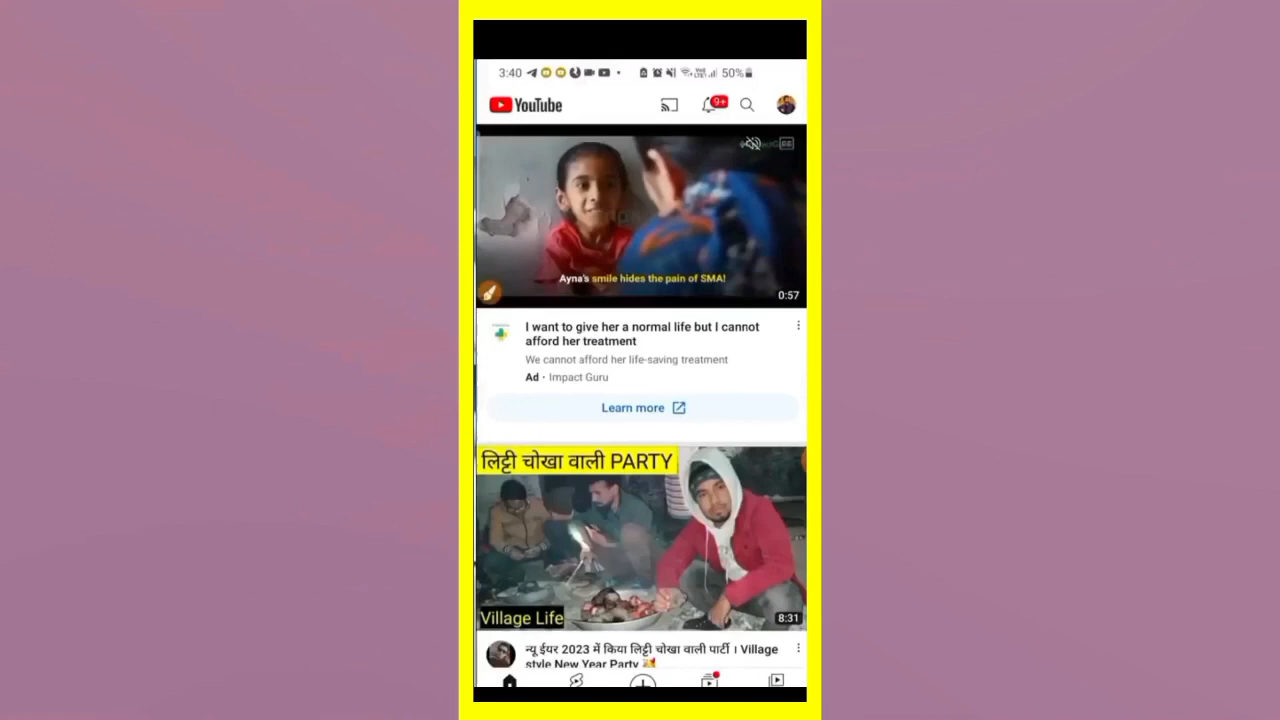 3:40
50%
YouTube
9+
Ayna's smile hides the pain of SMA!
0:57
I want to give her a normal life but I cannot
afford her treatment
We cannot afford her life-saving treatment
Ad · Impact Guru
Learn more
लिट्टी चोखा वाली PARTY
Village Life
8:31
न्यू ईयर 2023 में किया लिट्टी चोखा वाली पार्टी । Village
style New Year Party 🥳